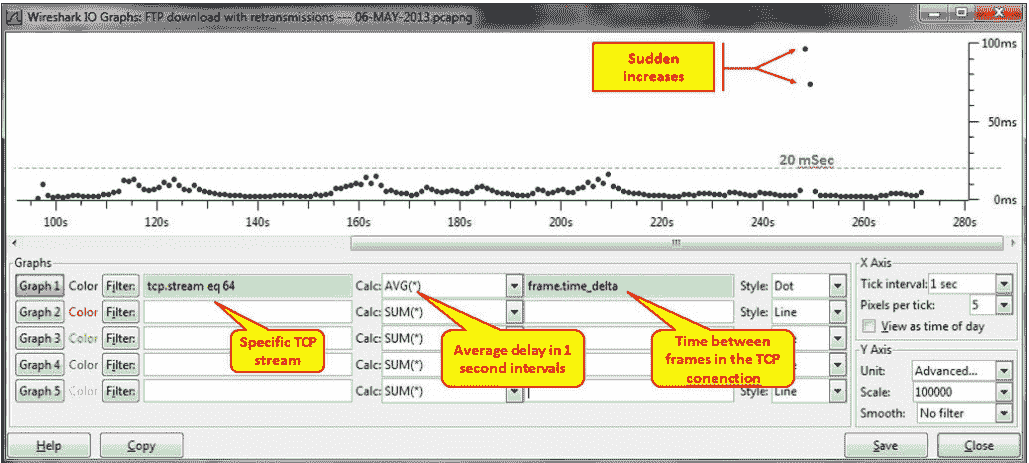 Wireshark IO Graphs: FTP download with retransmissions --- 06-MAY-2013.pcapng
Sudden increases
100ms
50ms
20 mSec
0ms
100s 120s 140s 160s 180s 200s 220s 240s 260s 280s
Graphs
Graph 1 Color Filter: tcp.stream eq 64 Calc: AVG(*) frame.time_delta Style: Dot
Graph 2 Color Filter: Calc: SUM(*) Style: Line
Graph 3 Color Filter: Calc: SUM(*)
Graph 4 Color Filter: Calc: SUM(*)
Graph 5 Color Filter: Calc: SUM(*) Style: Line
Specific TCP
stream
Average delay in 1
second intervals
Time between
frames in the TCP
conenction
X Axis
Tick interval: 1 sec
Pixels per tick: 5
View as time of day
Y Axis
Unit: Advanced...
Scale: 100000
Smooth: No filter
Help Copy Save Close